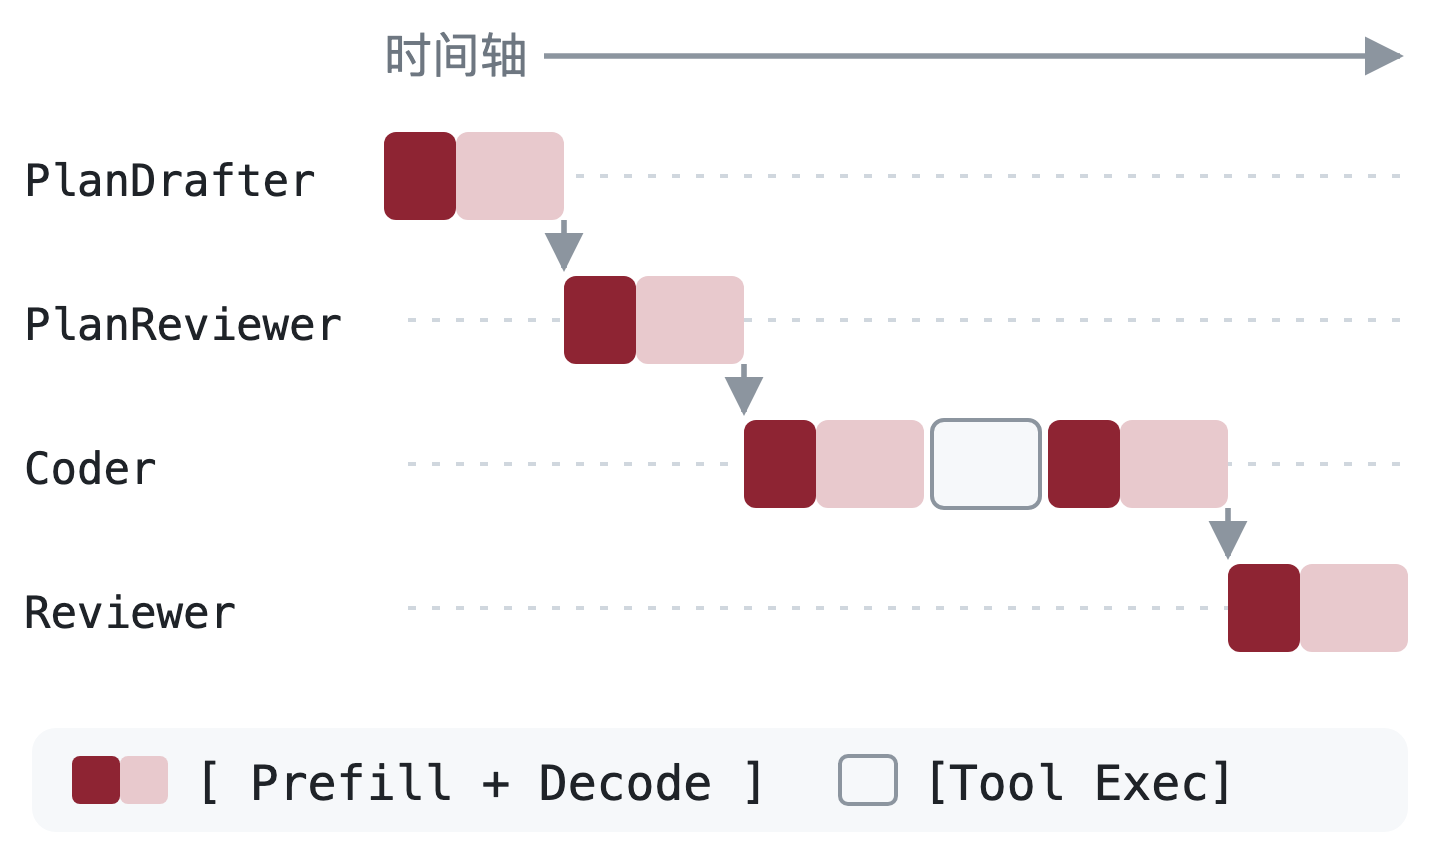 时间轴
PlanDrafter
PlanReviewer
Coder
Reviewer
[ Prefill + Decode ] [Tool Exec]